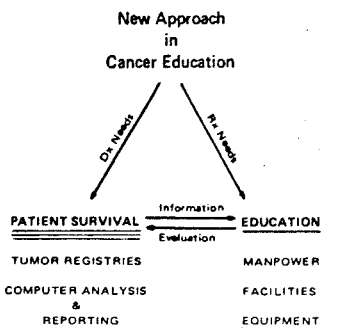 New Approach
in
Cancer Education
Dx Needs
Rx Needs
Information
PATIENT SURVIVAL
EDUCATION
Evaluation
TUMOR REGISTRIES
MANPOWER
COMPUTER ANALYSIS
FACILITIES
&
REPORTING
EQUIPMENT